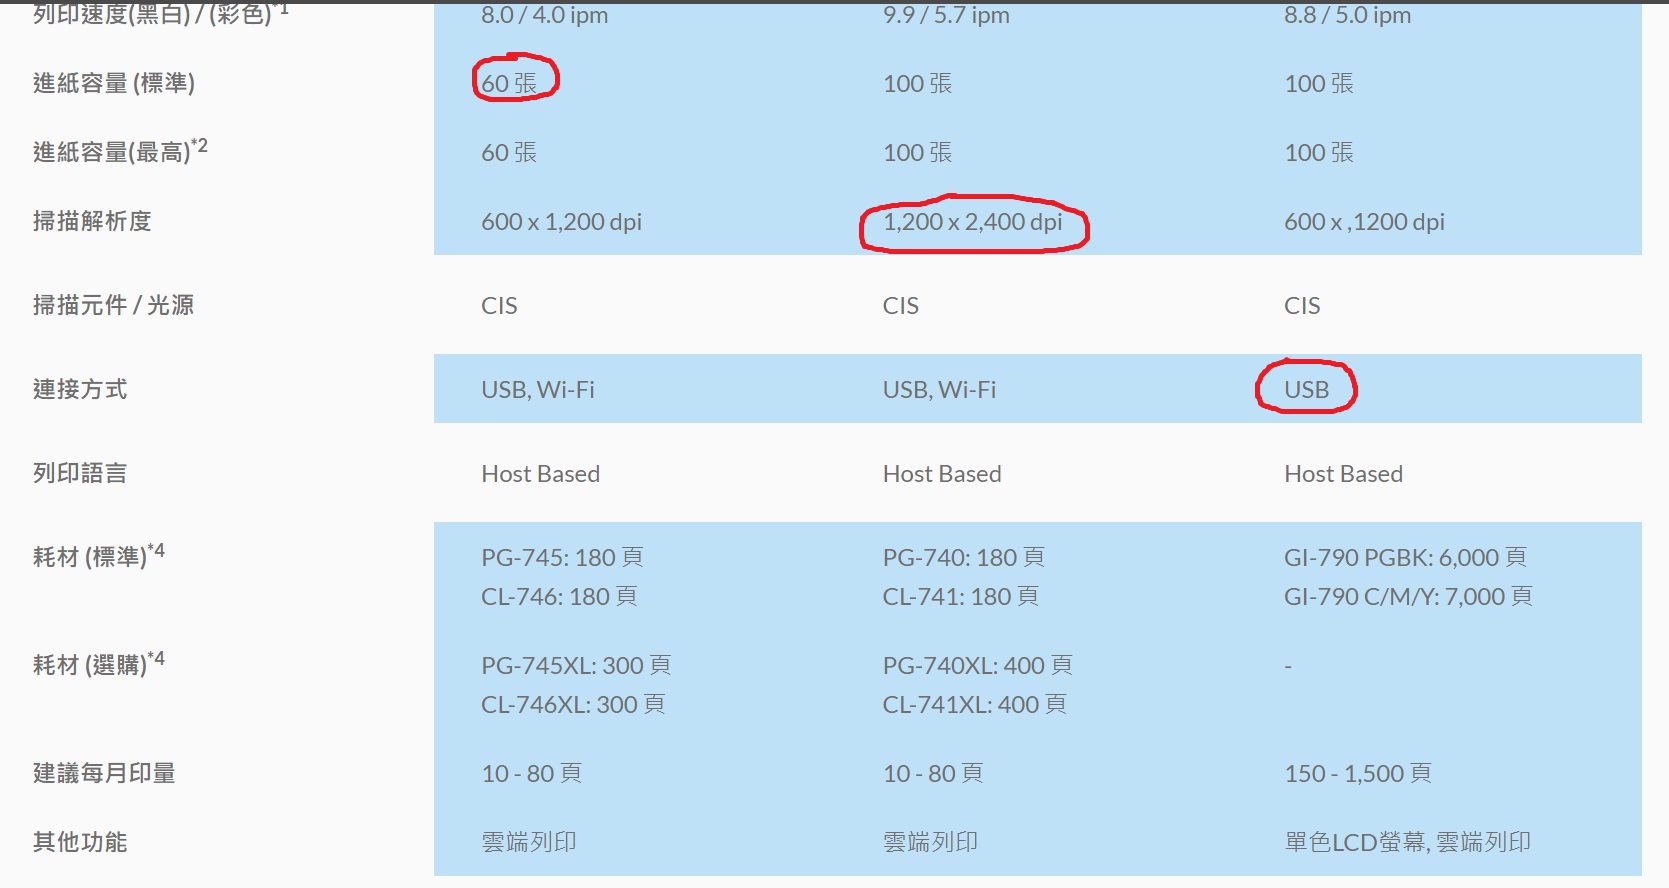 列印速度(黑白) / (彩色)*1 8.0 / 4.0 ipm 9.9 / 5.7 ipm 8.8 / 5.0 ipm
進紙容量 (標準) 60 張 100 張 100 張
進紙容量(最高)*2 60 張 100 張 100 張
掃描解析度 600 x 1,200 dpi 1,200 x 2,400 dpi 600 x ,1200 dpi
掃描元件 / 光源 CIS CIS CIS
連接方式 USB, Wi-Fi USB, Wi-Fi USB
列印語言 Host Based Host Based Host Based
耗材 (標準)*4 PG-745: 180 頁 PG-740: 180 頁 GI-790 PGBK: 6,000 頁
CL-746: 180 頁 CL-741: 180 頁 GI-790 C/M/Y: 7,000 頁
耗材 (選購)*4 PG-745XL: 300 頁 PG-740XL: 400 頁 -
CL-746XL: 300 頁 CL-741XL: 400 頁
建議每月印量 10 - 80 頁 10 - 80 頁 150 - 1,500 頁
其他功能 雲端列印 雲端列印 單色LCD螢幕, 雲端列印